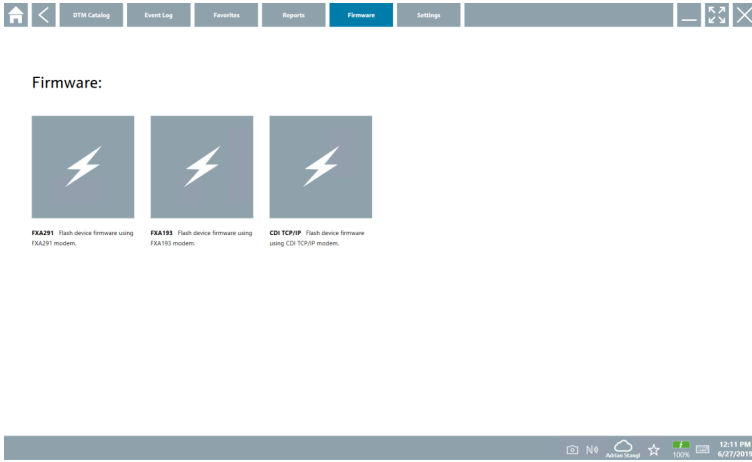 DTM Catalog Event Log Favorites Reports Firmware Settings
Firmware:
FXA291 Flash device firmware using
FXA291 modem.
FXA193 Flash device firmware using
FXA193 modem.
CDI TCP/IP Flash device firmware
using CDI TCP/IP modem.
Adrian Stangl
100%
12:11 PM
6/27/2019